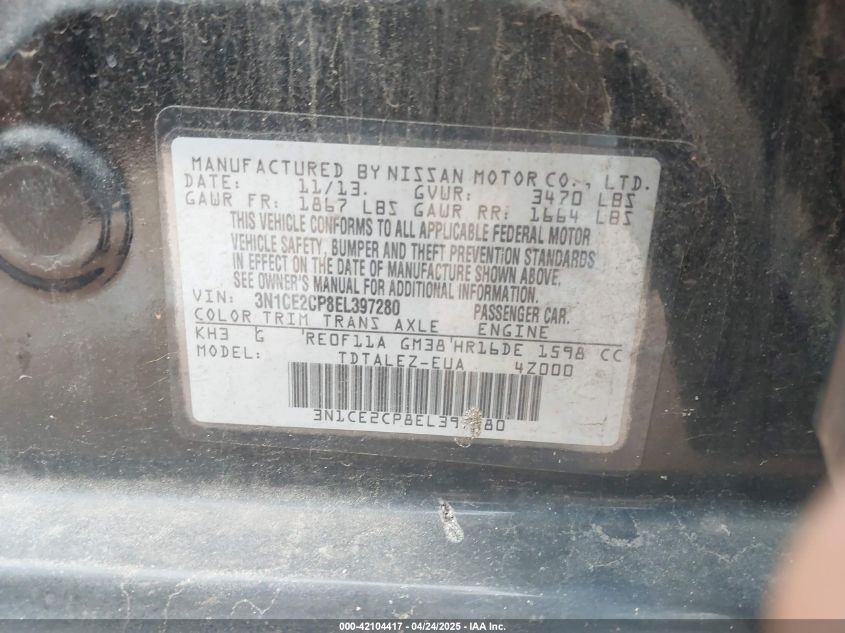 MANUFACTURED BY NISSAN MOTOR CO., LTD.
DATE: 11/13. GVWR: 3470 LBS
GAWR FR: 1867 LBS GAWR RR: 1664 LBS
THIS VEHICLE CONFORMS TO ALL APPLICABLE FEDERAL MOTOR
VEHICLE SAFETY, BUMPER AND THEFT PREVENTION STANDARDS
IN EFFECT ON THE DATE OF MANUFACTURE SHOWN ABOVE.
SEE OWNER'S MANUAL FOR ADDITIONAL INFORMATION.
VIN: 3N1CE2CP8EL397280 PASSENGER CAR.
COLOR TRIM TRANS AXLE ENGINE
KH3 G 'RE0F11A GM38'HR16DE 1598 CC
MODEL: TDTALEZ-EUA 4Z000
3N1CE2CP8EL397280
000-42104417 - 04/24/2025 - IAA Inc.